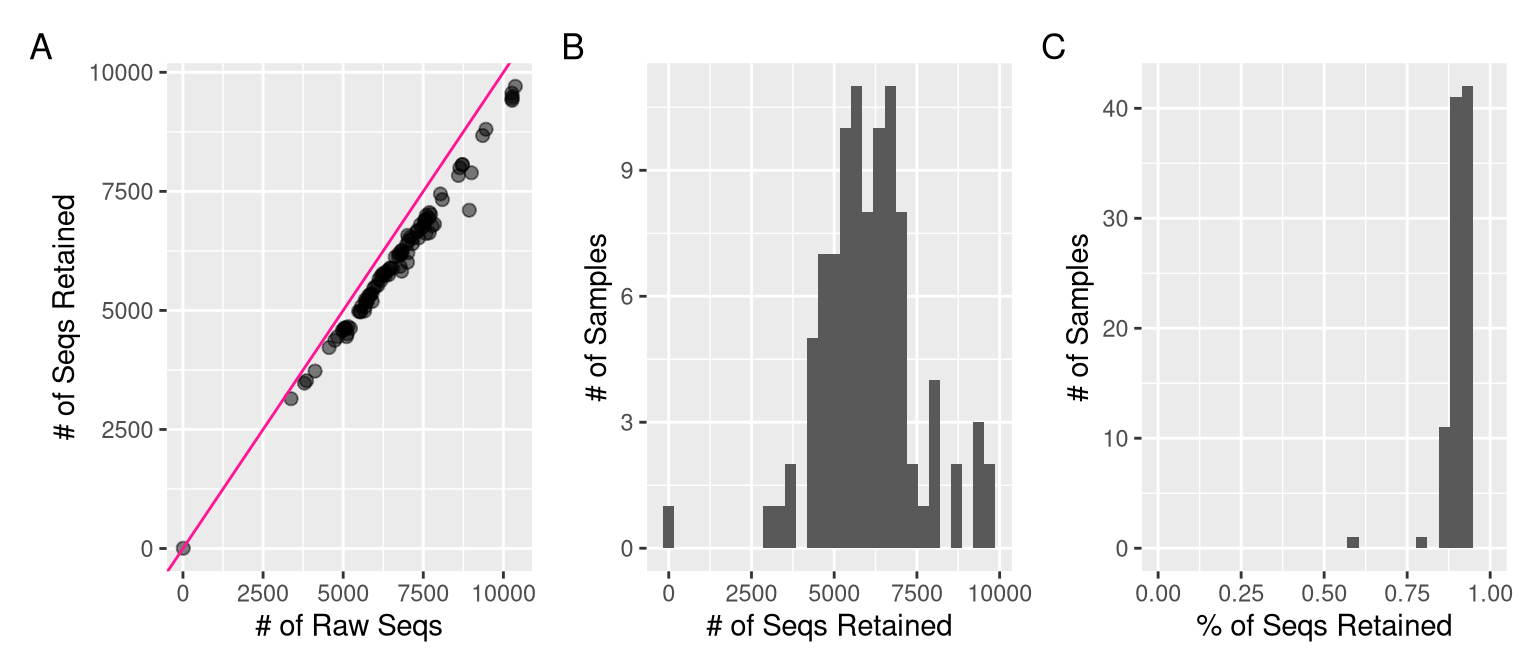 A
# of Seqs Retained
10000
7500
5000
2500
0
0 2500 5000 7500 10000
# of Raw Seqs
B
# of Samples
9
6
3
0
0 2500 5000 7500 10000
# of Seqs Retained
C
# of Samples
40
30
20
10
0
0.00 0.25 0.50 0.75 1.00
% of Seqs Retained